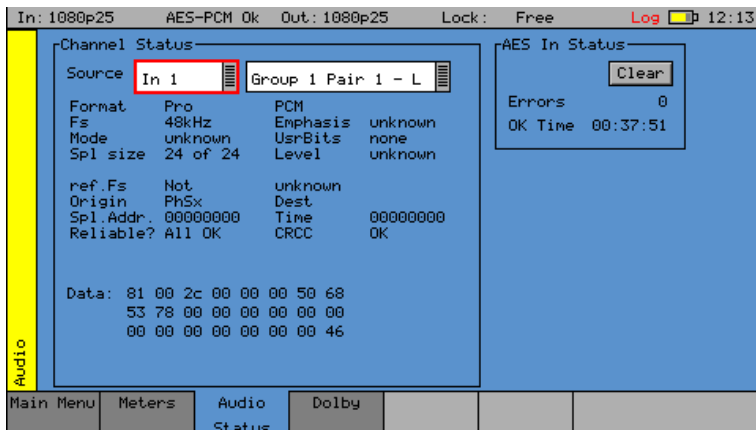 In:1080p25 AES-PCM Ok Out:1080p25 Lock: Free Log 12:13
Channel Status
Source In 1 Group 1 Pair 1 - L
Format Pro PCM
Fs 48kHz Emphasis unknown
Mode unknown UsrBits none
Spl size 24 of 24 Level unknown
ref.Fs Not unknown
Origin PhSx Dest
Spl.Addr. 00000000 Time 00000000
Reliable? All OK CRCC OK
Data: 81 00 2c 00 00 00 50 68
53 78 00 00 00 00 00 00
00 00 00 00 00 00 00 46
AES In Status
Clear
Errors 0
OK Time 00:37:51
Audio
Main Menu Meters Audio Status Dolby